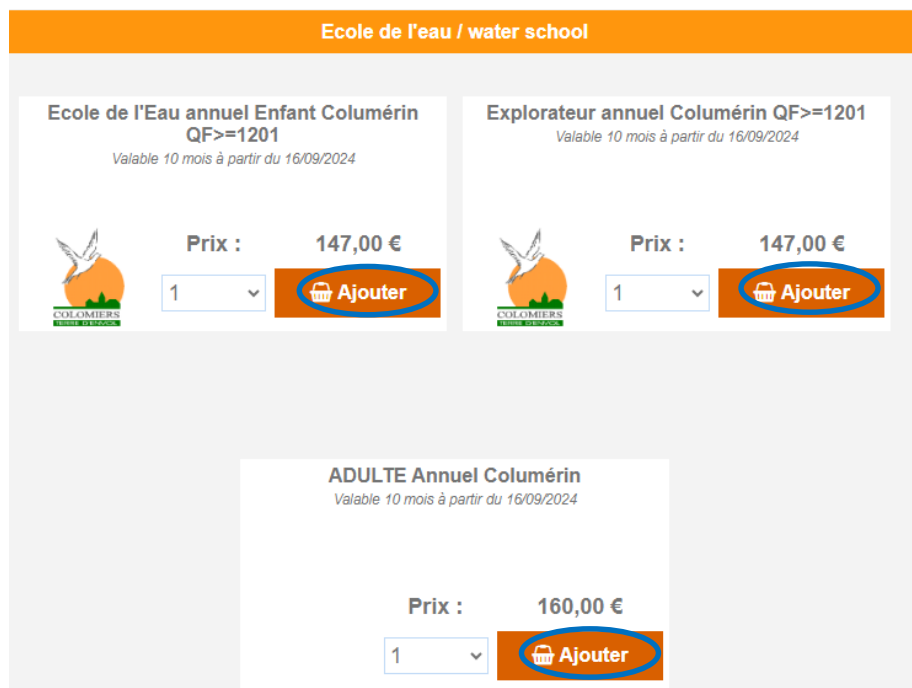 Ecole de l'eau / water school
Ecole de l'Eau annuel Enfant Columérin
QF>=1201
Valable 10 mois à partir du 16/09/2024
Prix :
147,00 €
1
Ajouter
COLOMIERS
TERRE D'ENVOL
Explorateur annuel Columérin QF>=1201
Valable 10 mois à partir du 16/09/2024
Prix :
147,00 €
1
Ajouter
COLOMIERS
TERRE D'ENVOL
ADULTE Annuel Columérin
Valable 10 mois à partir du 16/09/2024
Prix :
160,00 €
1
Ajouter